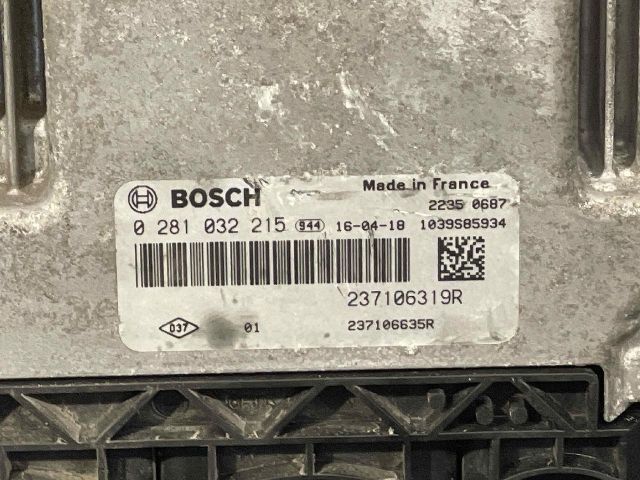 BOSCH Made in France
2235 0687
0 281 032 215 944 16-04-18 1039S85934
237106319R
037 01 237106635R